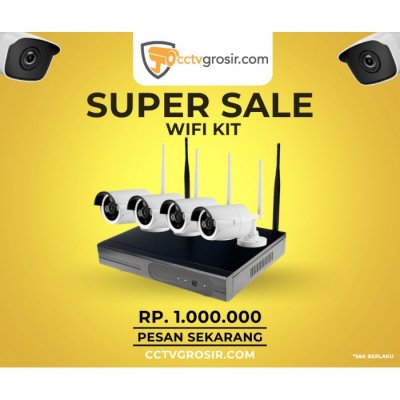 cctvgrosir.com
SUPER SALE
WIFI KIT
RP. 1.000.000
PESAN SEKARANG
CCTVGROSIR.COM
*S&K BERLAKU